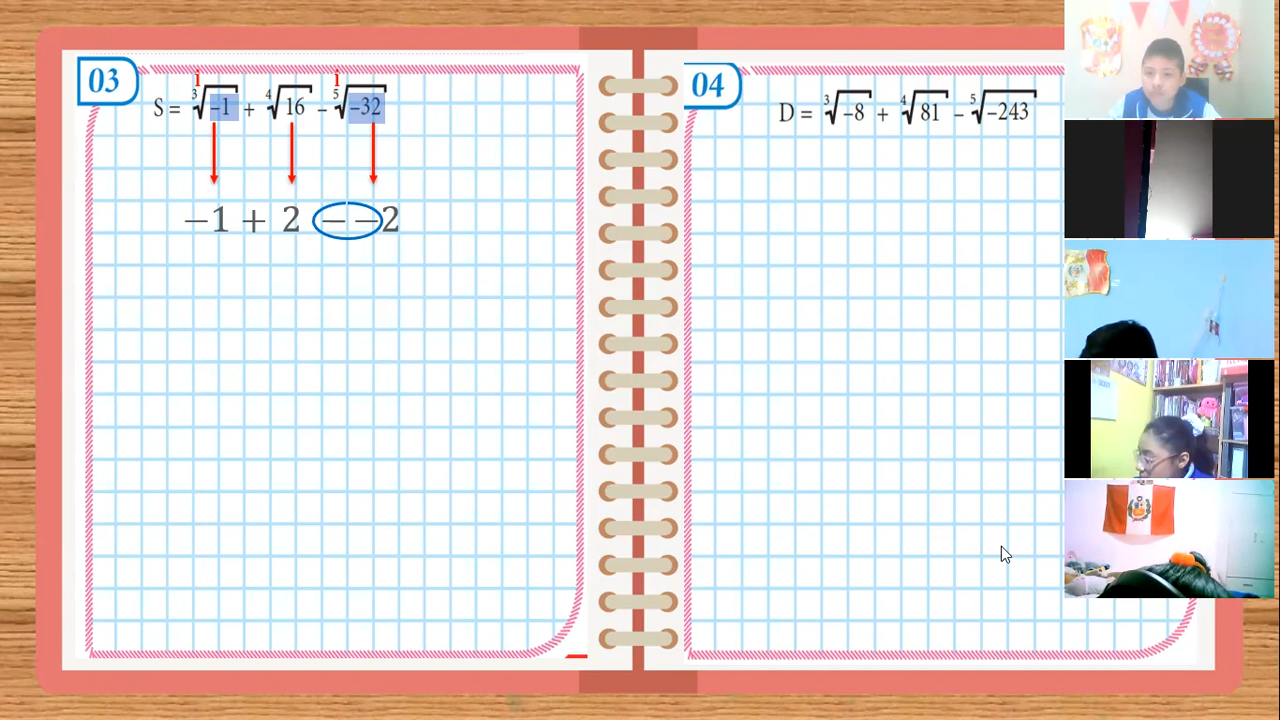 03
i i
S = ∛−1 + ∜16 − ⁵√−32
−1 + 2 − −2
04
D = ∛−8 + ∜81 − ⁵√−243